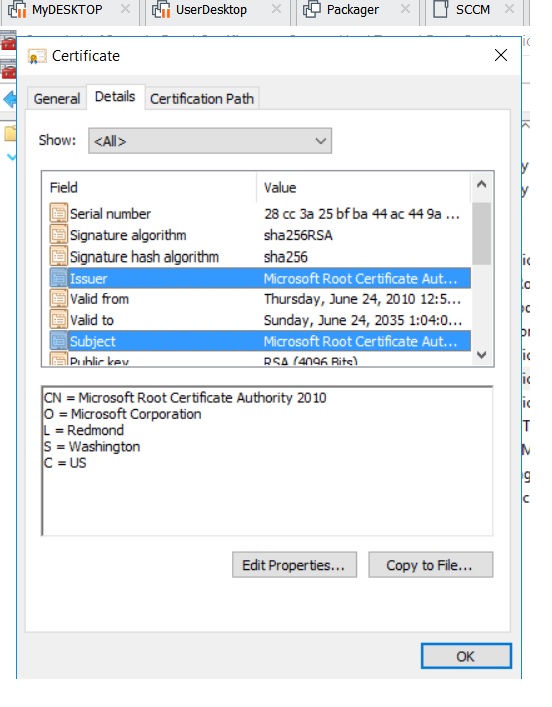 MyDESKTOP UserDesktop Packager SCCM
Certificate
General Details Certification Path
Show: <All>
Field Value
Serial number 28 cc 3a 25 bf ba 44 ac 44 9a ...
Signature algorithm sha256RSA
Signature hash algorithm sha256
Issuer Microsoft Root Certificate Aut...
Valid from Thursday, June 24, 2010 12:5...
Valid to Sunday, June 24, 2035 1:04:0...
Subject Microsoft Root Certificate Aut...
Public key RSA (4096 Bits)
CN = Microsoft Root Certificate Authority 2010
O = Microsoft Corporation
L = Redmond
S = Washington
C = US
Edit Properties... Copy to File...
OK